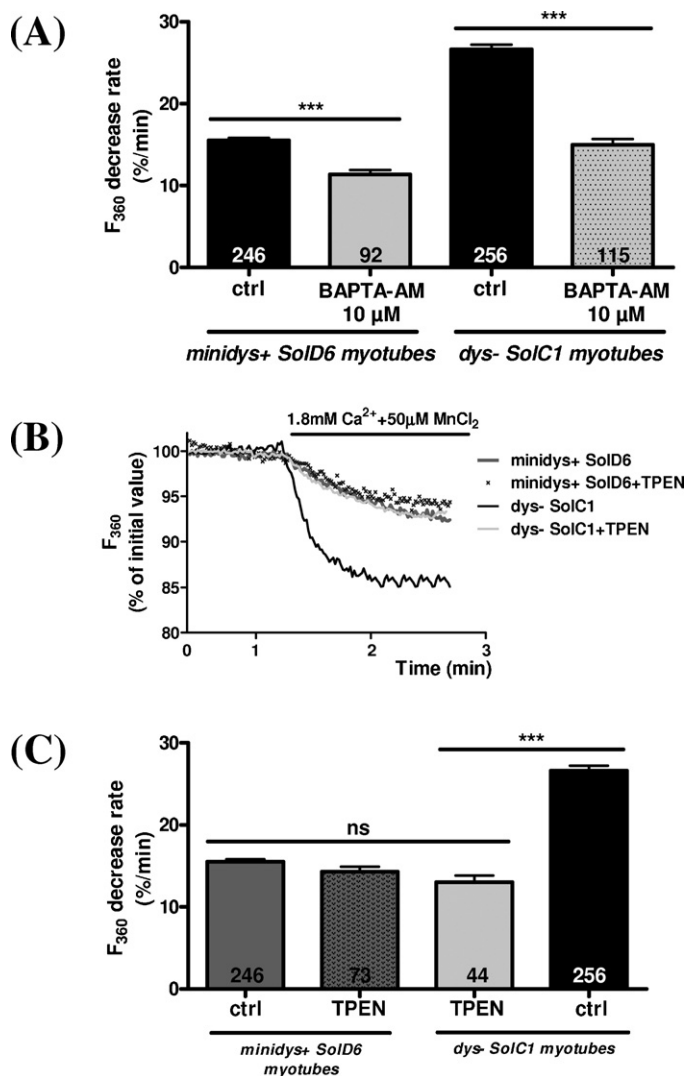 (A)
F360 decrease rate
(%/min)
30
20
10
0
***
***
246
92
256
115
ctrl
BAPTA-AM
10 µM
ctrl
BAPTA-AM
10 µM
minidys+ SolD6 myotubes
dys- SolC1 myotubes
(B)
1.8mM Ca2++50µM MnCl2
F360
(% of initial value)
100
95
90
85
80
0
1
2
3
Time (min)
minidys+ SolD6
minidys+ SolD6+TPEN
dys- SolC1
dys- SolC1+TPEN
(C)
F360 decrease rate
(%/min)
30
20
10
0
ns
***
246
73
44
256
ctrl
TPEN
TPEN
ctrl
minidys+ SolD6
myotubes
dys- SolC1 myotubes